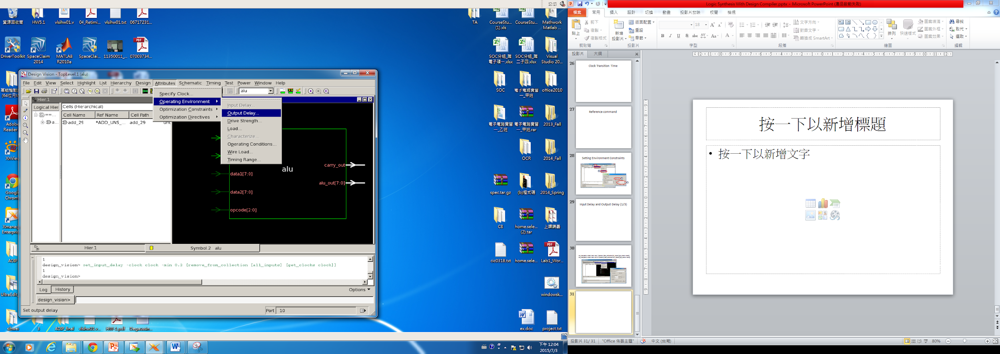 12:13
資源回收筒
HW5.1
vlsihw01.v
04_Retimi...
vlsihw01.txt
06717231...
TA
CourseStu... (1).xls
CourseStu...
Mathwork Matlab ...
DriverToolkit
SpaceClaim 2014
MATLAB R2010a
SpaceClai...
11350011_...
07003734...
SOC分組_職電子碩一.xlsx
SOC分組_職二子四.xlsx
Visual Studio 20...
SOC
電子電路實習一_甲班
office2010
電子電路實習一_乙班
電子電路實習一_甲班.rar
2013_Fall
OCR
2014_Fall
spec.tar.gz
(b)程式碼
2014_Spring
CB
home.sele... (2).tar
上課講義
cic0318.txt
home.sele...
Lab1_Wor...
windowsk...
ex.doc
project.txt
(64位元W
Adobe Reader
XnView
Google Chrom
Xmanag Enterpris
ADIP
UltraEdit
sihwei
3
ADIP_final
vlsihw01.v...
HW-1.pdf
Degaussin...
Design Vision - TopLevel.1 (alu)
File Edit View Select Highlight List Hierarchy Design Attributes Schematic Timing Test Power Window Help
alu
Hier.1
Logical Hier
Cells (Hierarchical)
Cell Name Ref Name Cell Path
add_29 *ADD_UNS_... add_29 unc
Specify Clock...
Operating Environment
Optimization Constraints
Optimization Directives
Input Delay...
Output Delay...
Drive Strength...
Load...
Characterize...
Operating Conditions...
Wire Load...
Timing Range...
data1[7:0]
data2[7:0]
opcode[2:0]
alu
carry_out
alu_out[7:0]
Hier.1
Symbol.2 alu
1
design_vision> set_input_delay -clock clock -min 0.2 [remove_from_collection [all_inputs] [get_clocks clock]]
1
design_vision>
Log History Options
design_vision>
Set output delay
Port 10
下午 12:04
2015/7/3
Logic Synthesis With Design Compiler.pptx - Microsoft PowerPoint (產品啟動失敗)
檔案 常用 插入 設計 切換 動畫 投影片放映 校閱 檢視
貼上
剪下
複製
複製格式
剪貼簿
新增投影片
版面配置
重設
章節
投影片
18
字型
文字方向
對齊文字
轉換成 SmartArt
段落
排列
快速樣式
圖案填滿
圖案外框
圖案效果
繪圖
尋找
取代
選取
編輯
投影片 大綱
26
Clock Transition Time
27
Reference command
28
Setting Environment Constraints
29
Input Delay and Output Delay (1/3)
30
31
按一下以新增標題
• 按一下以新增文字
投影片 31/ 31
"Office 佈景主題"
中文 (台灣)
80%